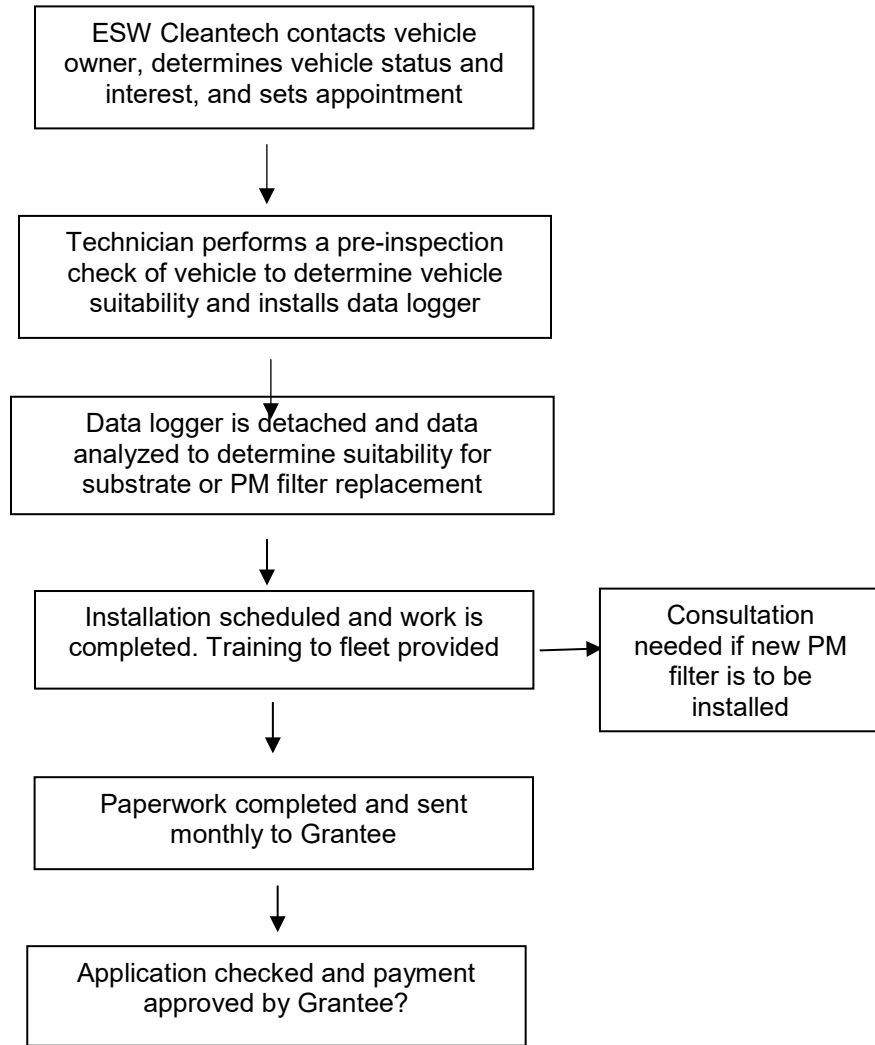 ESW Cleantech contacts vehicle
owner, determines vehicle status and
interest, and sets appointment
Technician performs a pre-inspection
check of vehicle to determine vehicle
suitability and installs data logger
Data logger is detached and data
analyzed to determine suitability for
substrate or PM filter replacement
Installation scheduled and work is
completed. Training to fleet provided
Consultation
needed if new PM
filter is to be
installed
Paperwork completed and sent
monthly to Grantee
Application checked and payment
approved by Grantee?